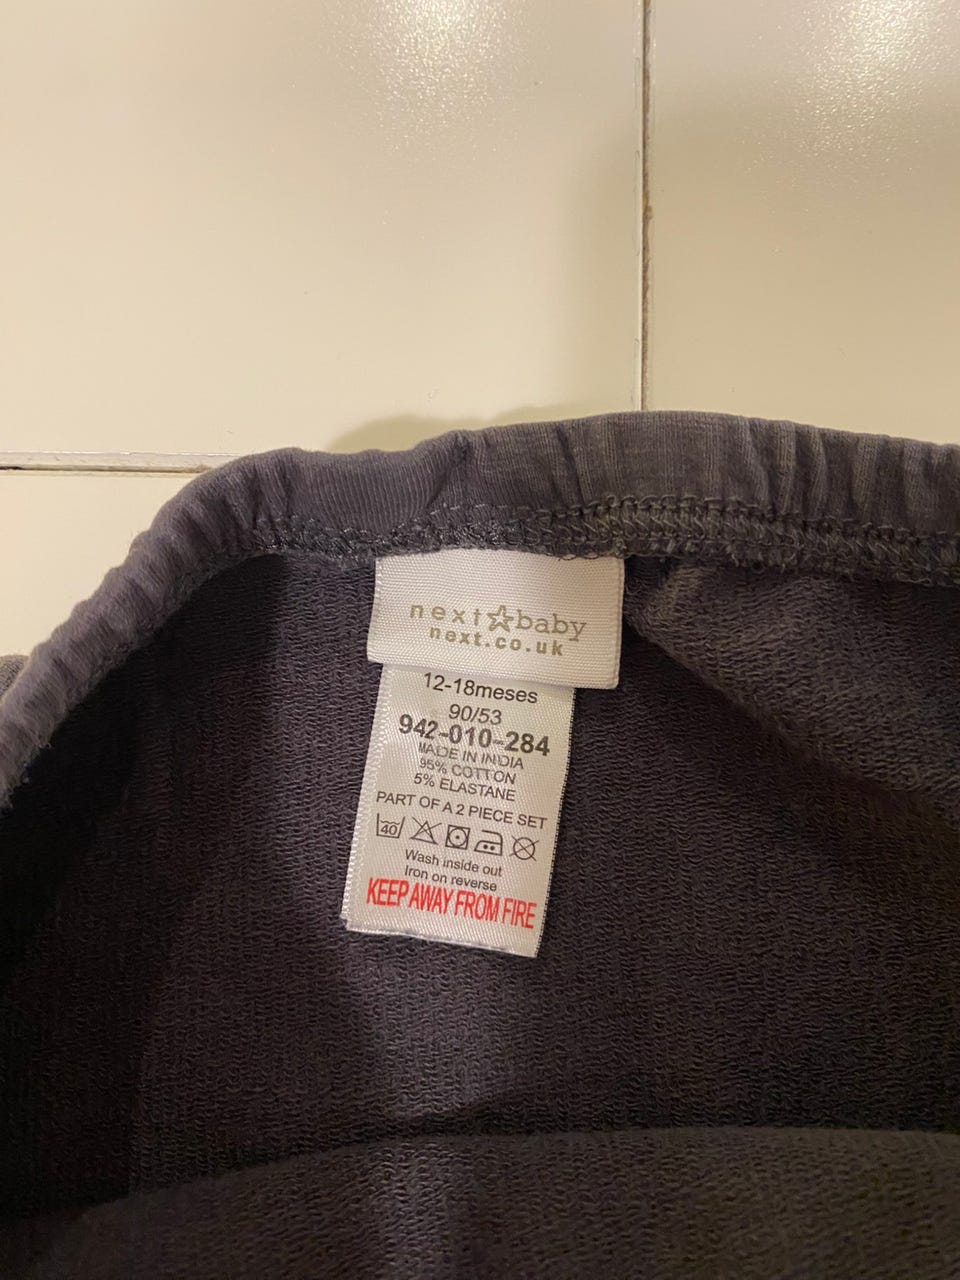 next☆baby
next.co.uk
12-18meses
90/53
942-010-284
MADE IN INDIA
95% COTTON
5% ELASTANE
PART OF A 2 PIECE SET
40
Wash inside out
Iron on reverse
KEEP AWAY FROM FIRE